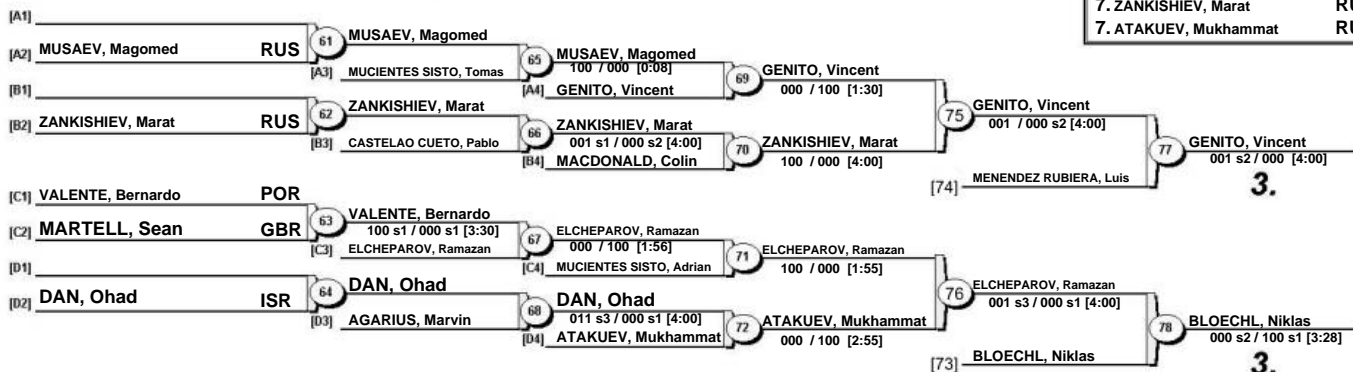 7. ZANKISHIEV, Marat RU
7. ATAKUEV, Mukhammat RU
[A1]
[A2] MUSAEV, Magomed RUS
61 MUSAEV, Magomed
[A3] MUCIENTES SISTO, Tomas
65 MUSAEV, Magomed
100 / 000 [0:08]
[A4] GENITO, Vincent
69 GENITO, Vincent
000 / 100 [1:30]
[B1]
[B2] ZANKISHIEV, Marat RUS
62 ZANKISHIEV, Marat
[B3] CASTELAO CUETO, Pablo
66 ZANKISHIEV, Marat
001 s1 / 000 s2 [4:00]
[B4] MACDONALD, Colin
70 ZANKISHIEV, Marat
100 / 000 [4:00]
75 GENITO, Vincent
001 / 000 s2 [4:00]
[74] MENENDEZ RUBIERA, Luis
77 GENITO, Vincent
001 s2 / 000 [4:00]
3.
[C1] VALENTE, Bernardo POR
[C2] MARTELL, Sean GBR
63 VALENTE, Bernardo
100 s1 / 000 s1 [3:30]
[C3] ELCHEPAROV, Ramazan
67 ELCHEPAROV, Ramazan
000 / 100 [1:56]
[C4] MUCIENTES SISTO, Adrian
71 ELCHEPAROV, Ramazan
100 / 000 [1:55]
[D1]
[D2] DAN, Ohad ISR
64 DAN, Ohad
[D3] AGARIUS, Marvin
68 DAN, Ohad
011 s3 / 000 s1 [4:00]
[D4] ATAKUEV, Mukhammat
72 ATAKUEV, Mukhammat
000 / 100 [2:55]
76 ELCHEPAROV, Ramazan
001 s3 / 000 s1 [4:00]
[73] BLOECHL, Niklas
78 BLOECHL, Niklas
000 s2 / 100 s1 [3:28]
3.